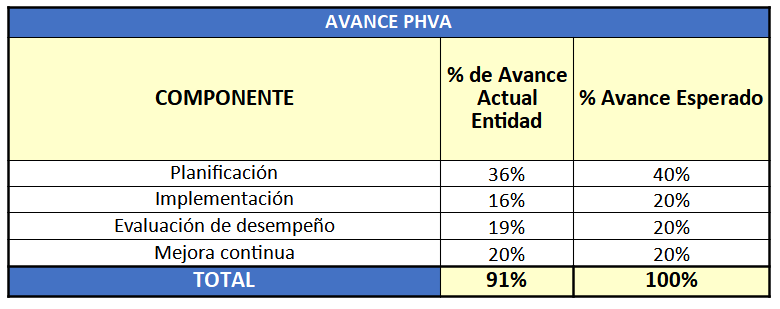 AVANCE PHVA
COMPONENTE
% de Avance
Actual
Entidad
% Avance Esperado
Planificación 36% 40%
Implementación 16% 20%
Evaluación de desempeño 19% 20%
Mejora continua 20% 20%
TOTAL 91% 100%